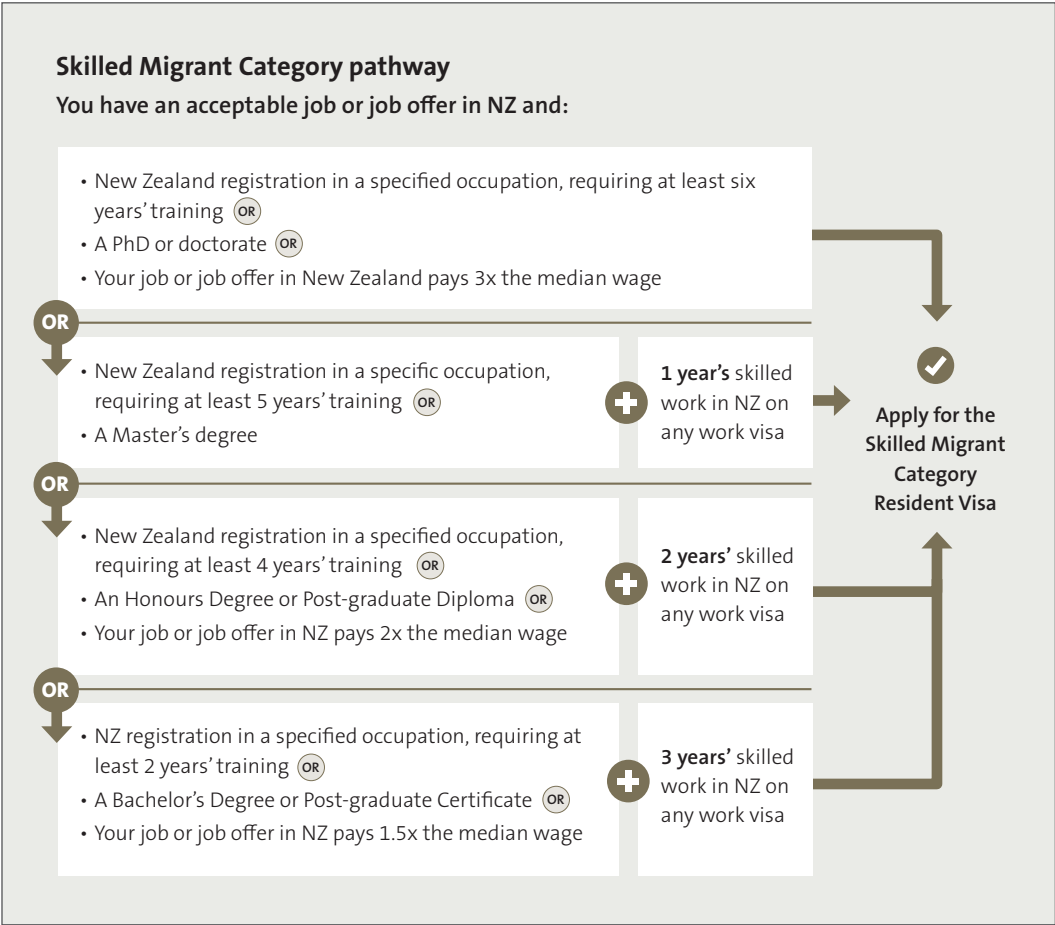 Skilled Migrant Category pathway
You have an acceptable job or job offer in NZ and:
• New Zealand registration in a specified occupation, requiring at least six
years' training OR
• A PhD or doctorate OR
• Your job or job offer in New Zealand pays 3x the median wage
OR
• New Zealand registration in a specific occupation,
requiring at least 5 years' training OR
• A Master's degree
1 year's skilled
work in NZ on
any work visa
Apply for the
Skilled Migrant
Category
Resident Visa
OR
• New Zealand registration in a specified occupation,
requiring at least 4 years' training OR
• An Honours Degree or Post-graduate Diploma OR
• Your job or job offer in NZ pays 2x the median wage
2 years' skilled
work in NZ on
any work visa
OR
• NZ registration in a specified occupation, requiring at
least 2 years' training OR
• A Bachelor's Degree or Post-graduate Certificate OR
• Your job or job offer in NZ pays 1.5x the median wage
3 years' skilled
work in NZ on
any work visa